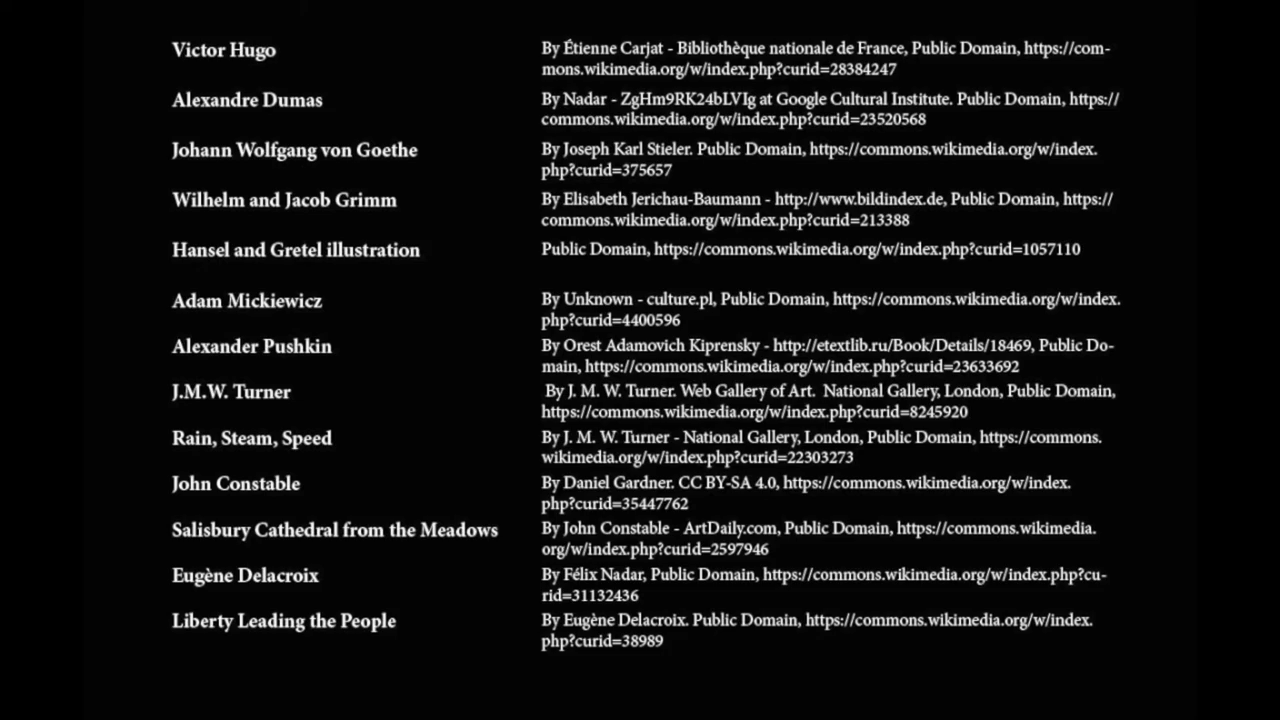 Victor Hugo
By Étienne Carjat - Bibliothèque nationale de France, Public Domain, https://com-
mons.wikimedia.org/w/index.php?curid=28384247
Alexandre Dumas
By Nadar - ZgHm9RK24bLVIg at Google Cultural Institute. Public Domain, https://
commons.wikimedia.org/w/index.php?curid=23520568
Johann Wolfgang von Goethe
By Joseph Karl Stieler. Public Domain, https://commons.wikimedia.org/w/index.
php?curid=375657
Wilhelm and Jacob Grimm
By Elisabeth Jerichau-Baumann - http://www.bildindex.de, Public Domain, https://
commons.wikimedia.org/w/index.php?curid=213388
Hansel and Gretel illustration
Public Domain, https://commons.wikimedia.org/w/index.php?curid=1057110
Adam Mickiewicz
By Unknown - culture.pl, Public Domain, https://commons.wikimedia.org/w/index.
php?curid=4400596
Alexander Pushkin
By Orest Adamovich Kiprensky - http://etextlib.ru/Book/Details/18469, Public Do-
main, https://commons.wikimedia.org/w/index.php?curid=23633692
J.M.W. Turner
By J. M. W. Turner. Web Gallery of Art. National Gallery, London, Public Domain,
https://commons.wikimedia.org/w/index.php?curid=8245920
Rain, Steam, Speed
By J. M. W. Turner - National Gallery, London, Public Domain, https://commons.
wikimedia.org/w/index.php?curid=22303273
John Constable
By Daniel Gardner. CC BY-SA 4.0, https://commons.wikimedia.org/w/index.
php?curid=35447762
Salisbury Cathedral from the Meadows
By John Constable - ArtDaily.com, Public Domain, https://commons.wikimedia.
org/w/index.php?curid=2597946
Eugène Delacroix
By Félix Nadar, Public Domain, https://commons.wikimedia.org/w/index.php?cu-
rid=31132436
Liberty Leading the People
By Eugène Delacroix. Public Domain, https://commons.wikimedia.org/w/index.
php?curid=38989